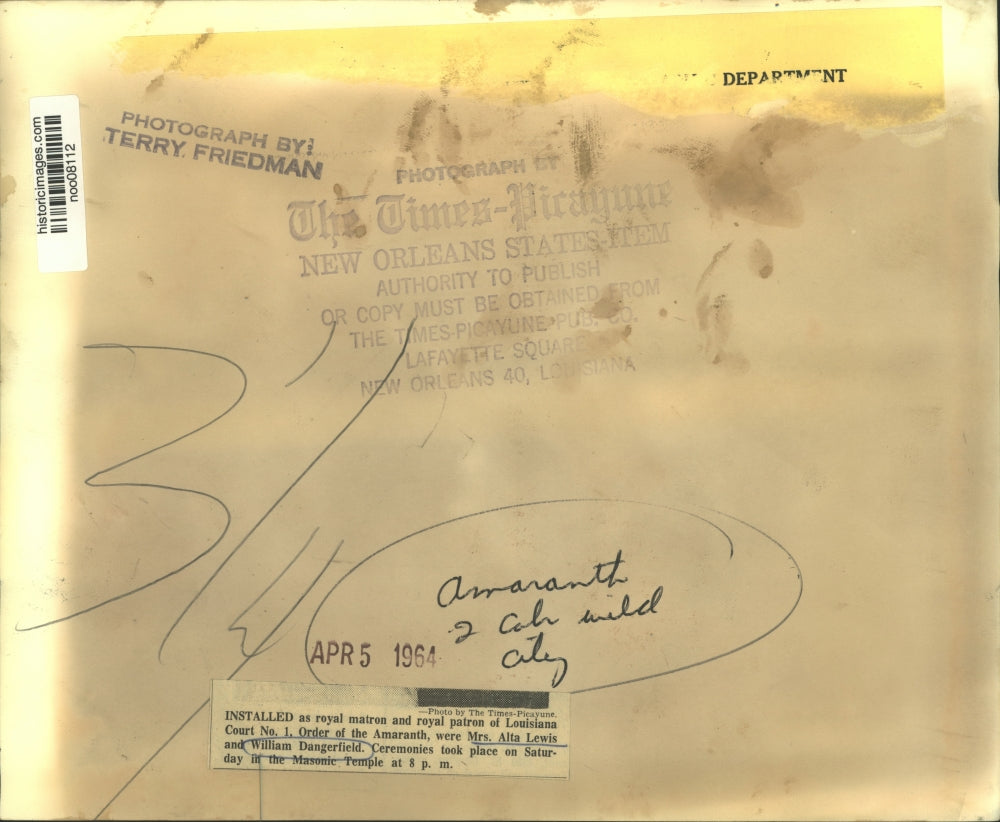 DEPARTMENT
historicimages.com
noo08112
PHOTOGRAPH BY:
TERRY FRIEDMAN
PHOTOGRAPH BY
The Times-Picayune
NEW ORLEANS STATES-ITEM
AUTHORITY TO PUBLISH
OR COPY MUST BE OBTAINED FROM
THE TIMES-PICAYUNE PUB. CO.
LAFAYETTE SQUARE
NEW ORLEANS 40, LOUISIANA
Amaranth
2 Col wild
city
APR 5 1964
—Photo by The Times-Picayune.
INSTALLED as royal matron and royal patron of Louisiana
Court No. 1, Order of the Amaranth, were Mrs. Alta Lewis
and William Dangerfield. Ceremonies took place on Satur-
day in the Masonic Temple at 8 p. m.